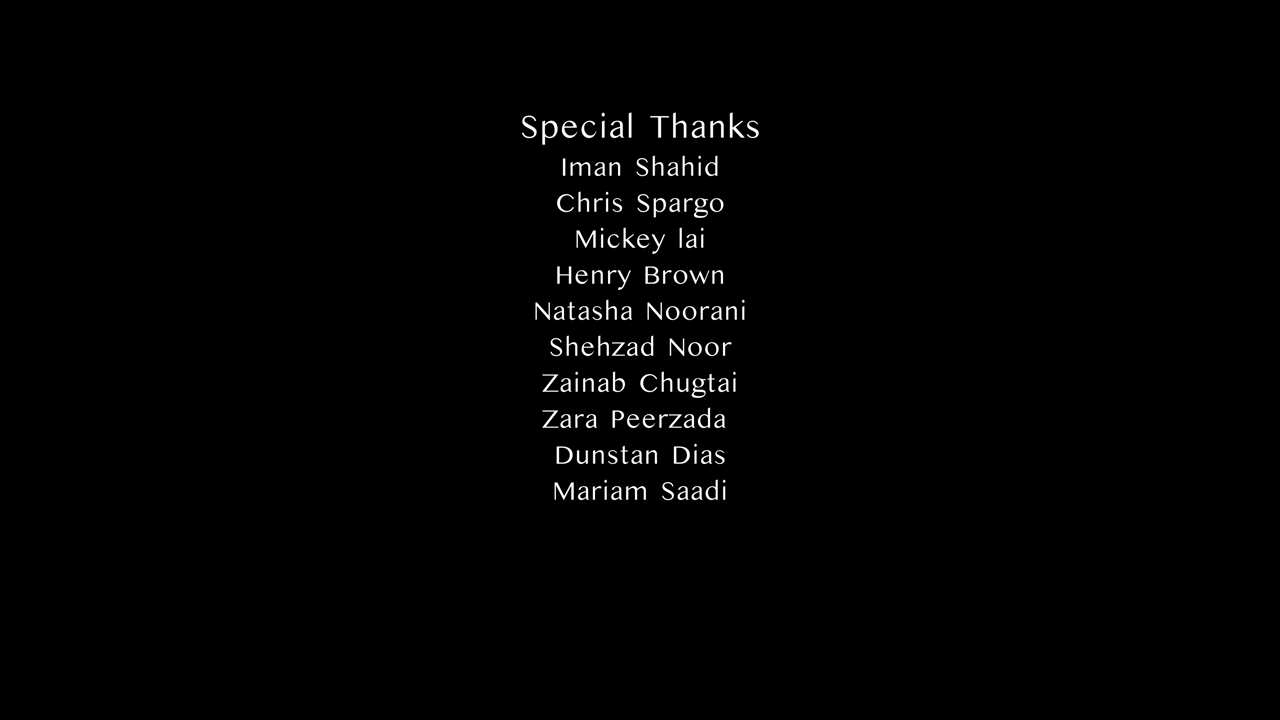 Special Thanks
Iman Shahid
Chris Spargo
Mickey lai
Henry Brown
Natasha Noorani
Shehzad Noor
Zainab Chugtai
Zara Peerzada
Dunstan Dias
Mariam Saadi